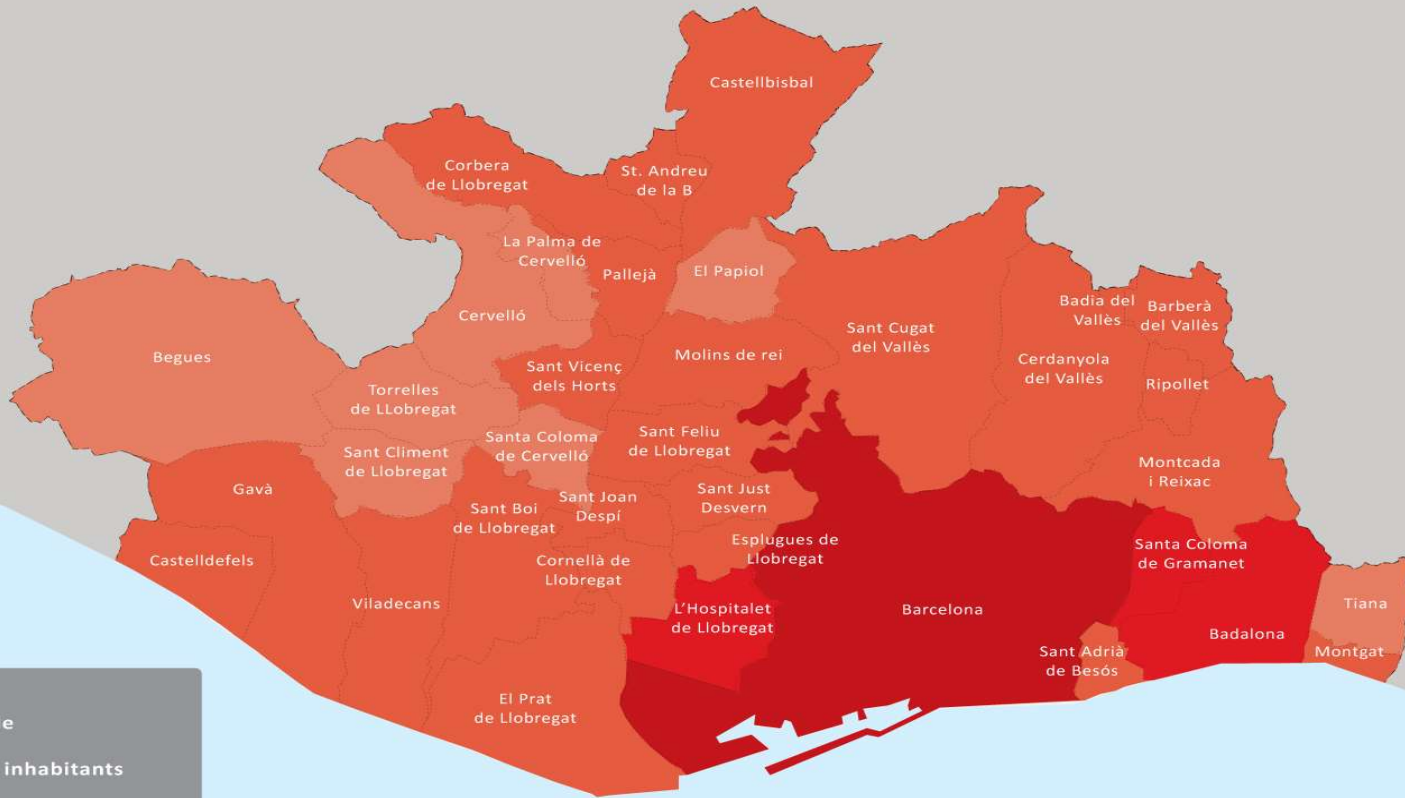 Castellbisbal
Corbera
de Llobregat
St. Andreu
de la B
La Palma de
Cervelló
Pallejà
El Papiol
Badia del
Vallès
Barberà
del Vallès
Cervelló
Sant Cugat
del Vallès
Begues
Molins de rei
Cerdanyola
del Vallès
Sant Vicenç
dels Horts
Ripollet
Torrelles
de LLobregat
Santa Coloma
de Cervelló
Sant Feliu
de Llobregat
Sant Climent
de Llobregat
Montcada
i Reixac
Gavà
Sant Boi
de Llobregat
Sant Joan
Despí
Sant Just
Desvern
Esplugues de
Llobregat
Santa Coloma
de Gramanet
Castelldefels
Cornellà de
Llobregat
Viladecans
L'Hospitalet
de Llobregat
Barcelona
Tiana
Badalona
Sant Adrià
de Besós
Montgat
El Prat
de Llobregat
inhabitants